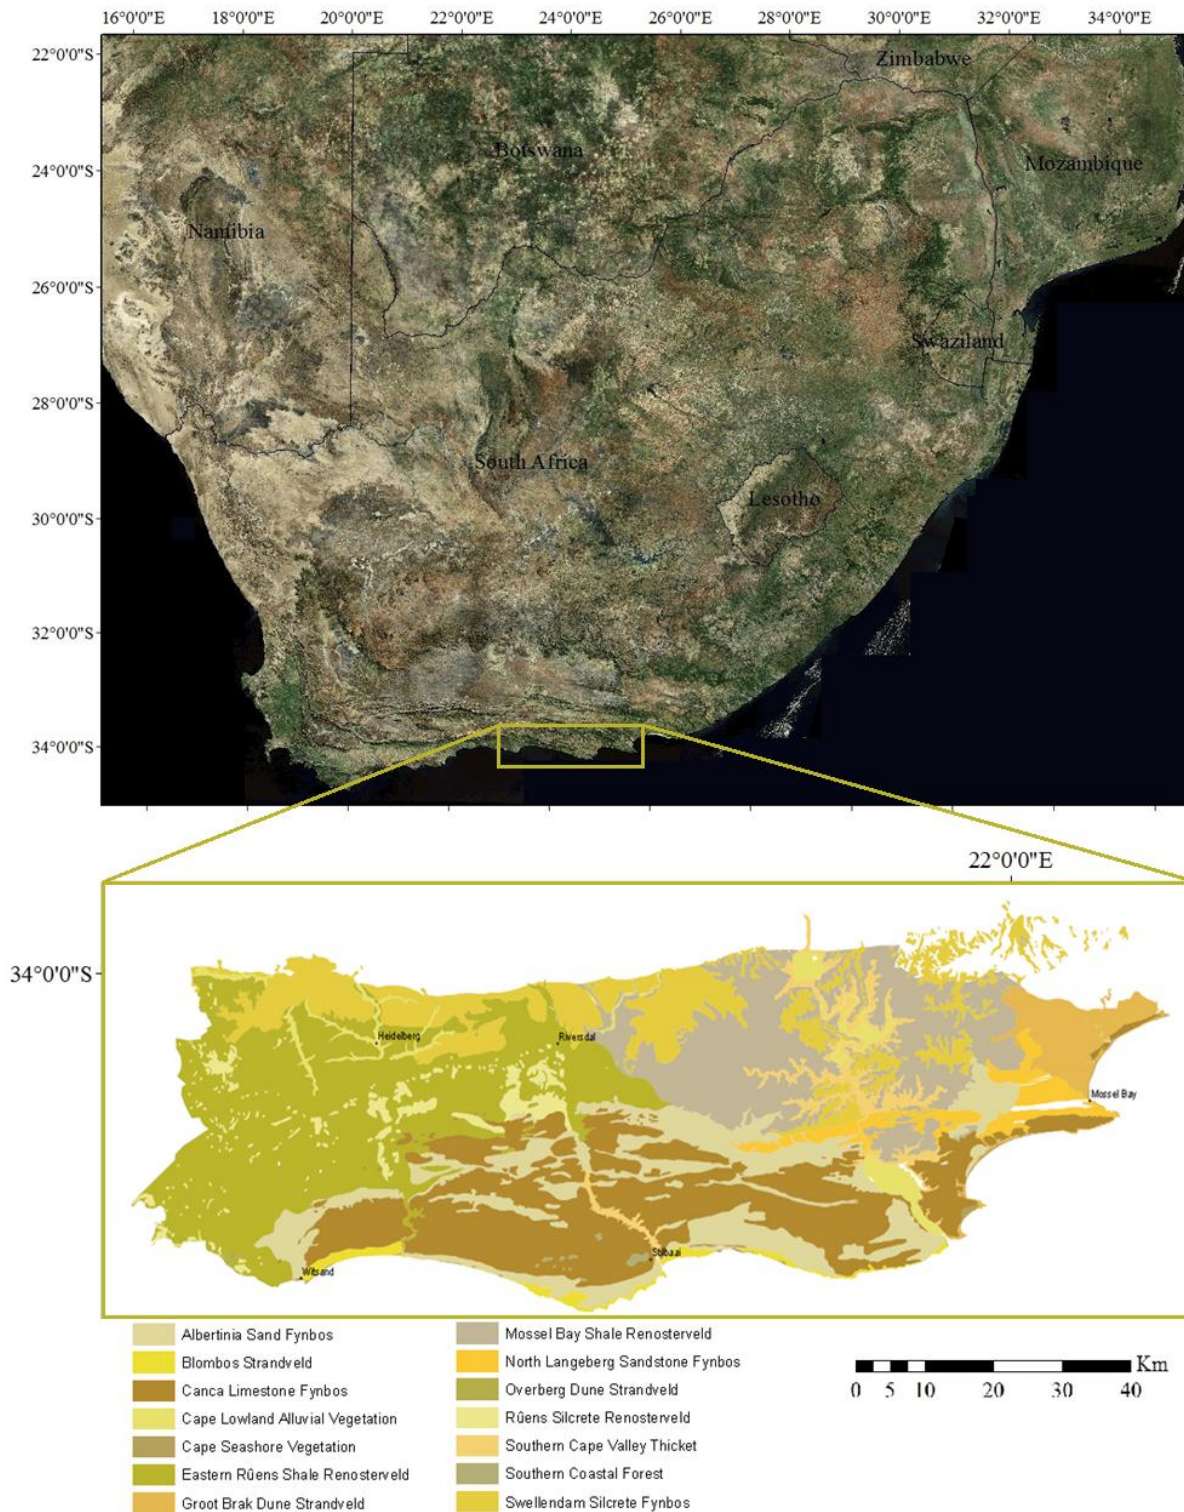 16°0'0"E 18°0'0"E 20°0'0"E 22°0'0"E 24°0'0"E 26°0'0"E 28°0'0"E 30°0'0"E 32°0'0"E 34°0'0"E
22°0'0"S
Zimbabwe
Botswana
Mozambique
24°0'0"S
Namibia
26°0'0"S
Swaziland
28°0'0"S
South Africa
Lesotho
30°0'0"S
32°0'0"S
34°0'0"S
22°0'0"E
34°0'0"S
Heidelberg
Riversdal
Mossel Bay
Stilbaai
Witsand
Albertinia Sand Fynbos
Blombos Strandveld
Canca Limestone Fynbos
Cape Lowland Alluvial Vegetation
Cape Seashore Vegetation
Eastern Rûens Shale Renosterveld
Groot Brak Dune Strandveld
Mossel Bay Shale Renosterveld
North Langeberg Sandstone Fynbos
Overberg Dune Strandveld
Rûens Silcrete Renosterveld
Southern Cape Valley Thicket
Southern Coastal Forest
Swellendam Silcrete Fynbos
Km
0 5 10 20 30 40